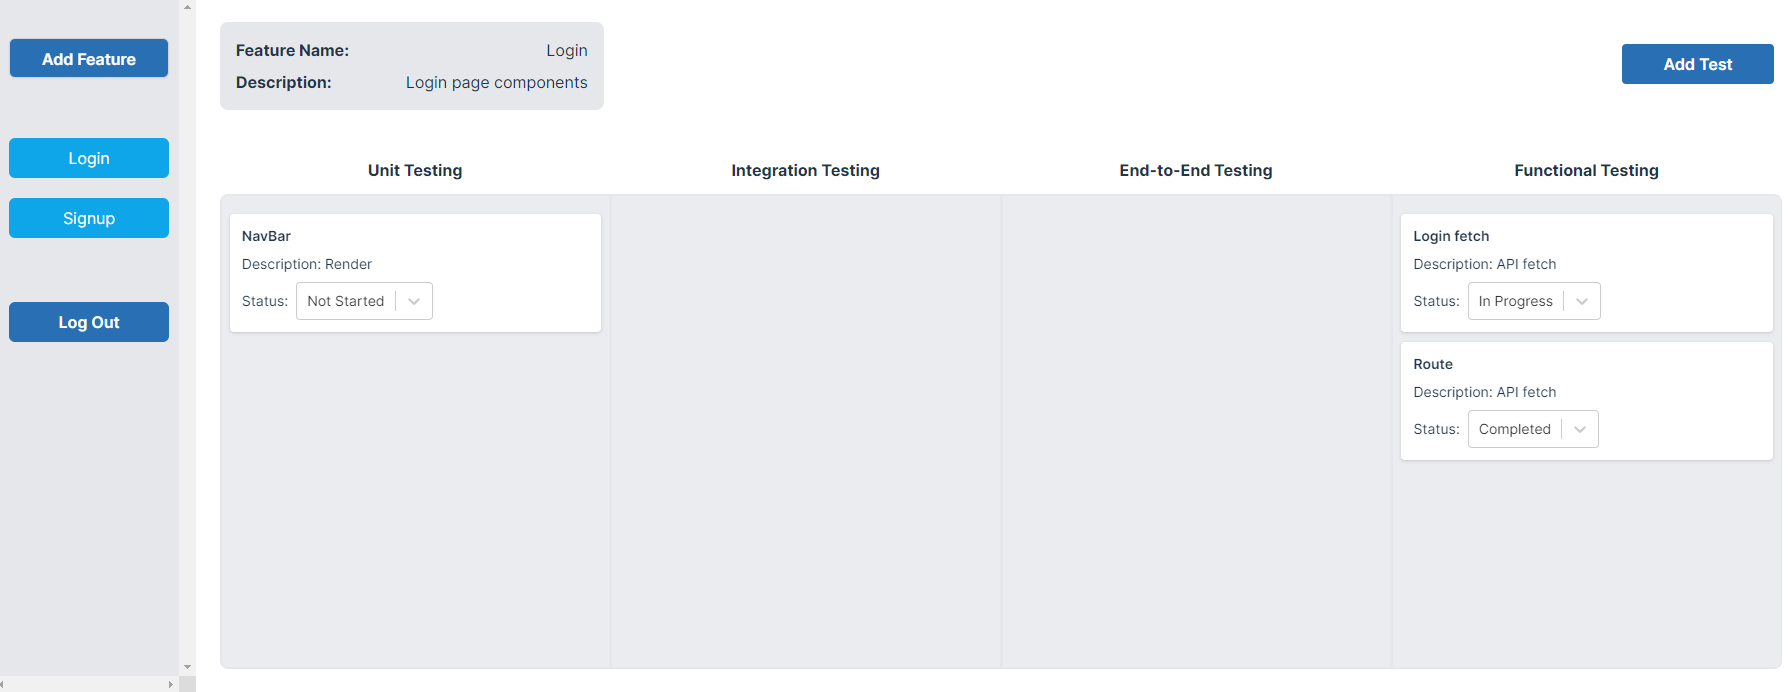 Add Feature
Login
Signup
Log Out
Feature Name: Login
Description: Login page components
Add Test
Unit Testing
Integration Testing
End-to-End Testing
Functional Testing
NavBar
Description: Render
Status: Not Started
Login fetch
Description: API fetch
Status: In Progress
Route
Description: API fetch
Status: Completed